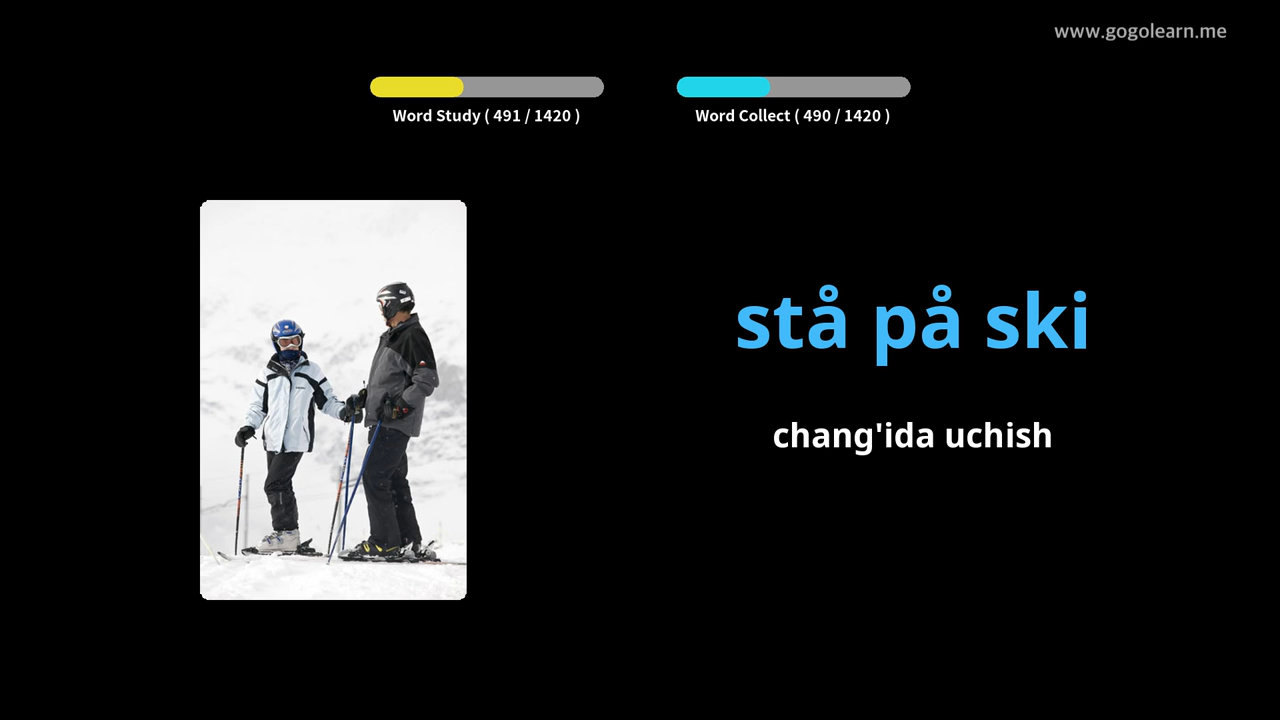 www.gogolearn.me
Word Study ( 491 / 1420 )
Word Collect ( 490 / 1420 )
stå på ski
chang'ida uchish